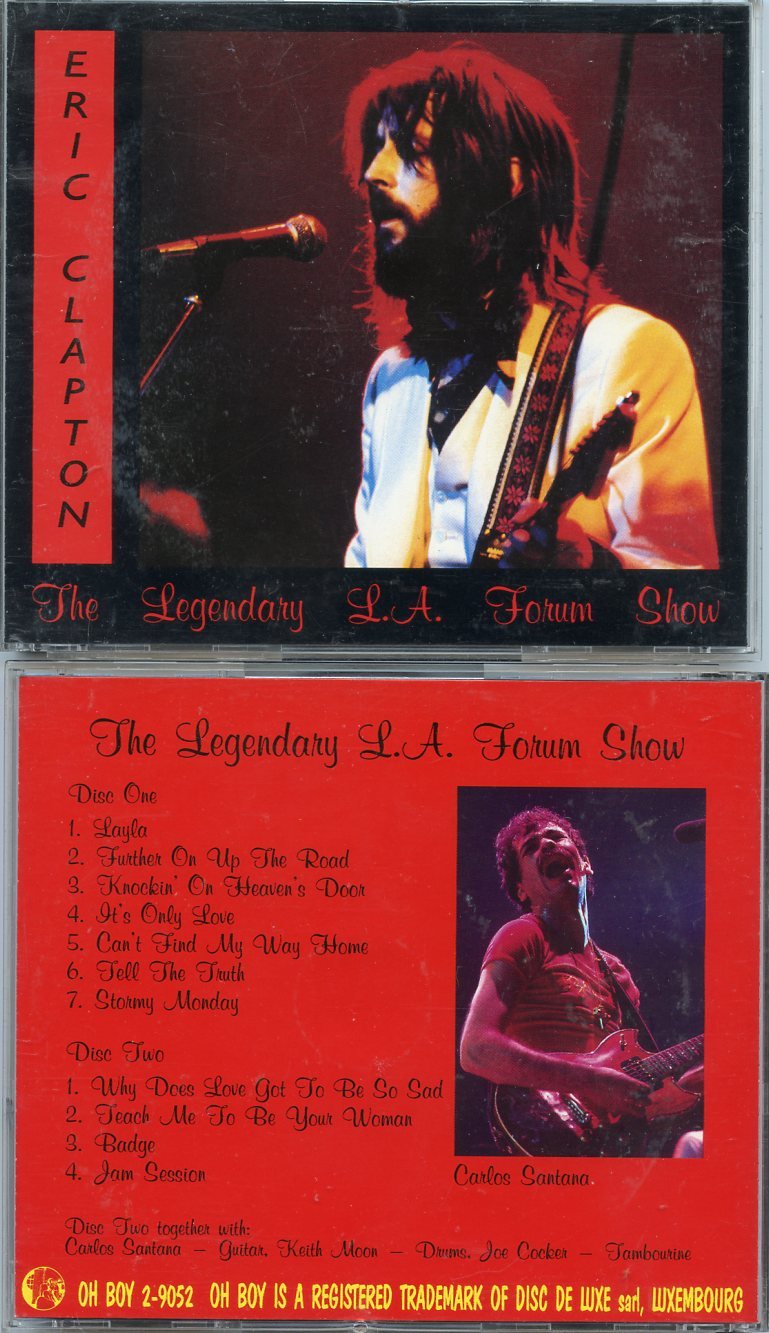 ERIC CLAPTON
The Legendary L.A. Forum Show
The Legendary L.A. Forum Show
Disc One
1. Layla
2. Further On Up The Road
3. Knockin' On Heaven's Door
4. It's Only Love
5. Can't Find My Way Home
6. Tell The Truth
7. Stormy Monday
Disc Two
1. Why Does Love Got To Be So Sad
2. Teach Me To Be Your Woman
3. Badge
4. Jam Session
Carlos Santana
Disc Two together with:
Carlos Santana – Guitar, Keith Moon – Drums, Joe Cocker – Tambourine
OH BOY 2-9052 OH BOY IS A REGISTERED TRADEMARK OF DISC DE LUXE sarl, LUXEMBOURG